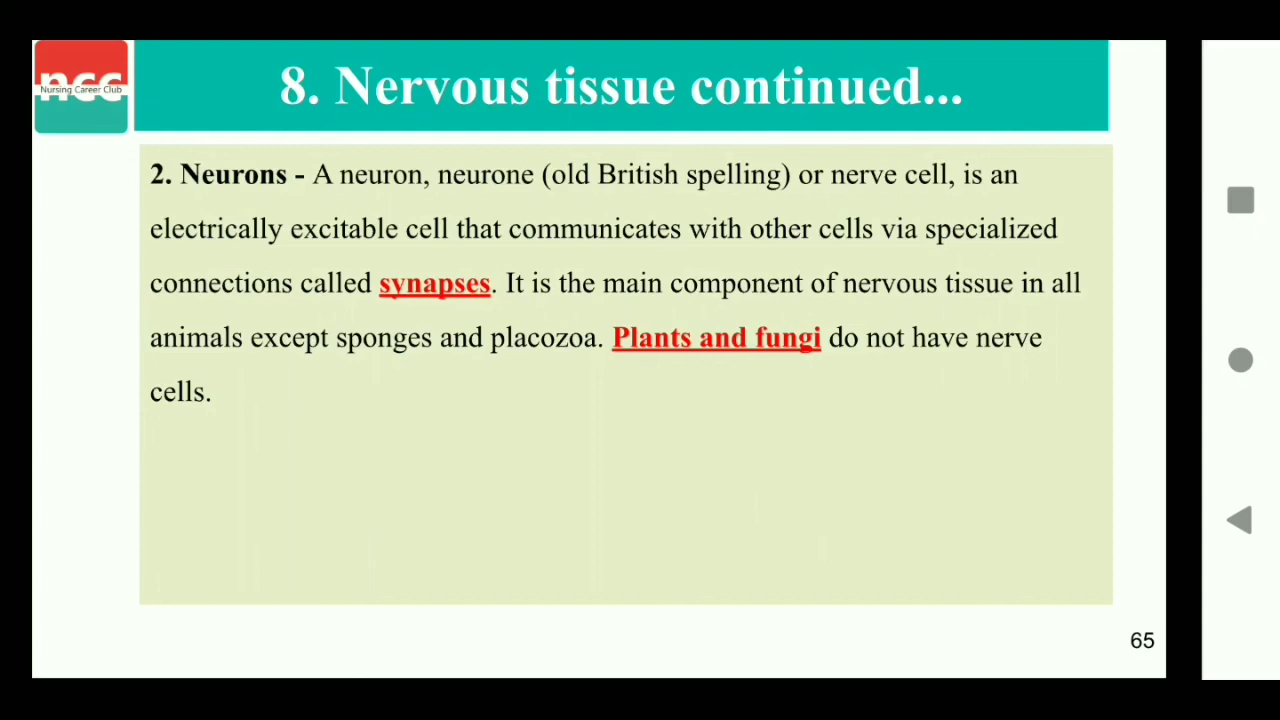 ncc
Nursing Career Club
8. Nervous tissue continued...
2. Neurons - A neuron, neurone (old British spelling) or nerve cell, is an
electrically excitable cell that communicates with other cells via specialized
connections called synapses. It is the main component of nervous tissue in all
animals except sponges and placozoa. Plants and fungi do not have nerve
cells.
65